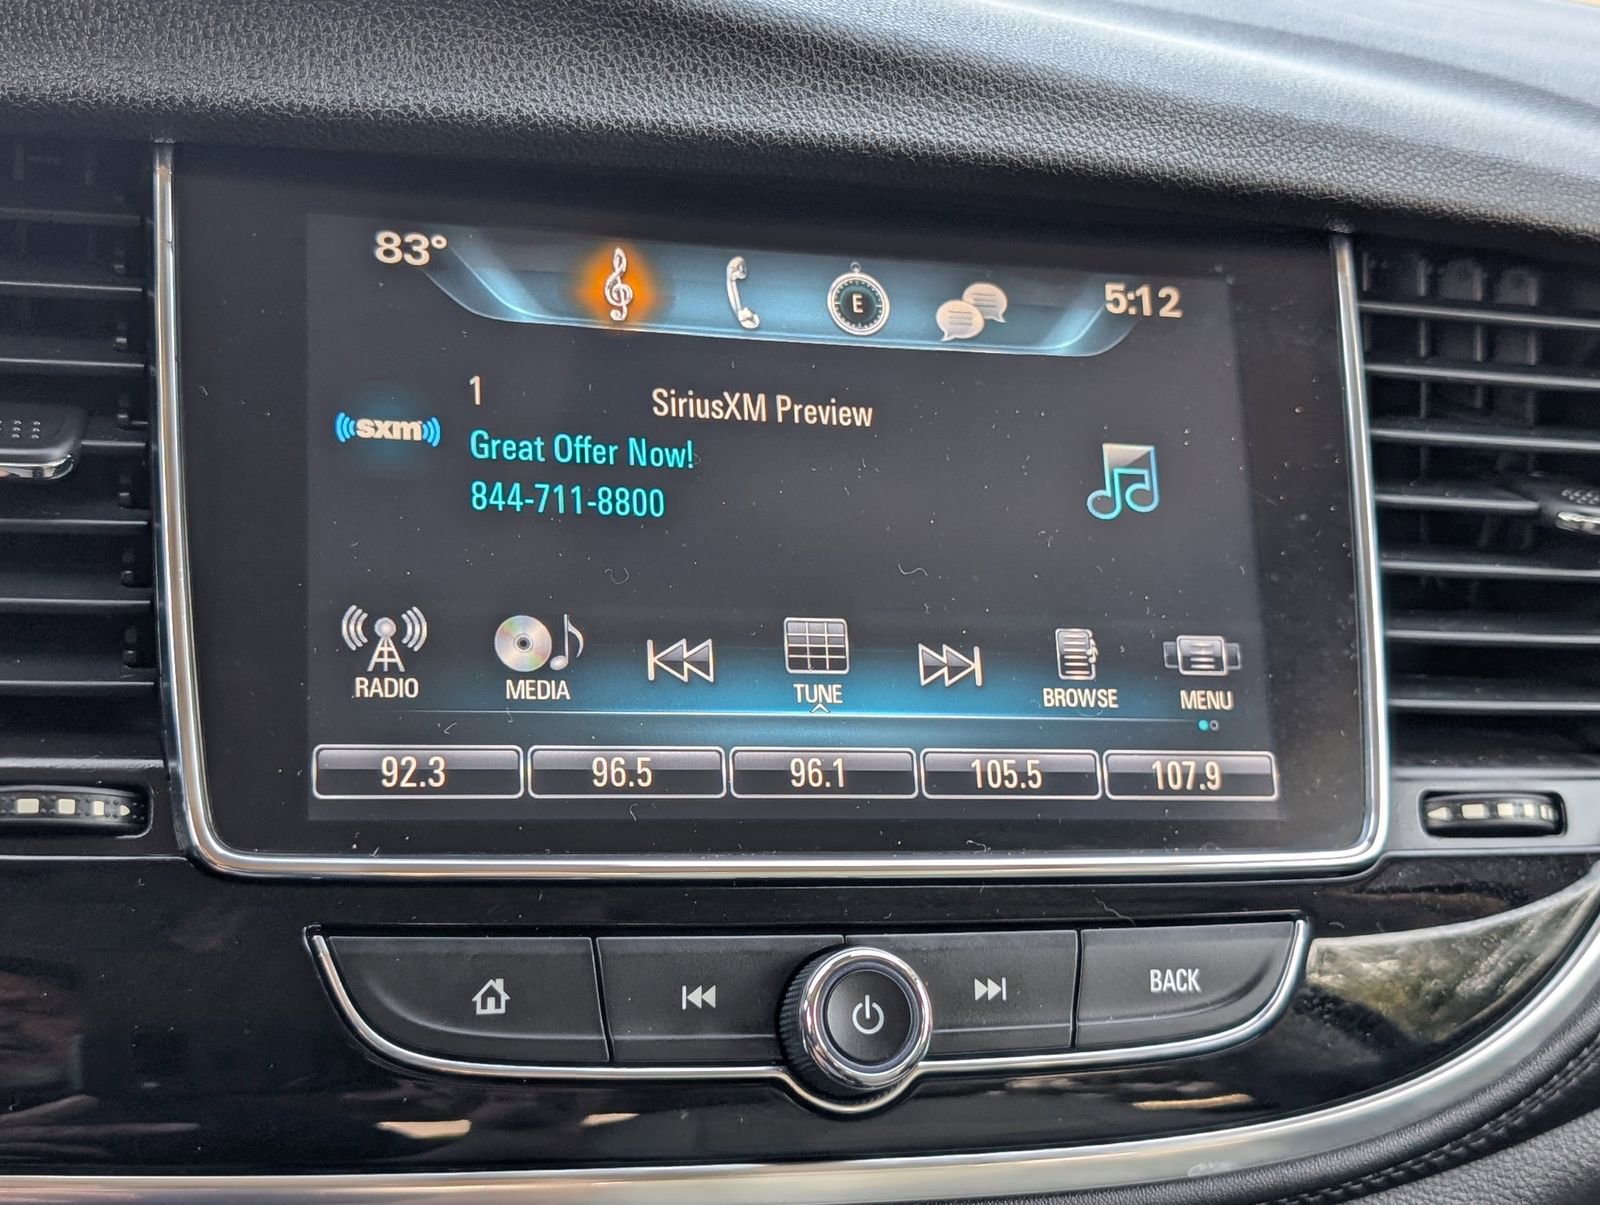 83°
E
5:12
1
SiriusXM Preview
sxm
Great Offer Now!
844-711-8800
RADIO
MEDIA
TUNE
BROWSE
MENU
92.3
96.5
96.1
105.5
107.9
BACK